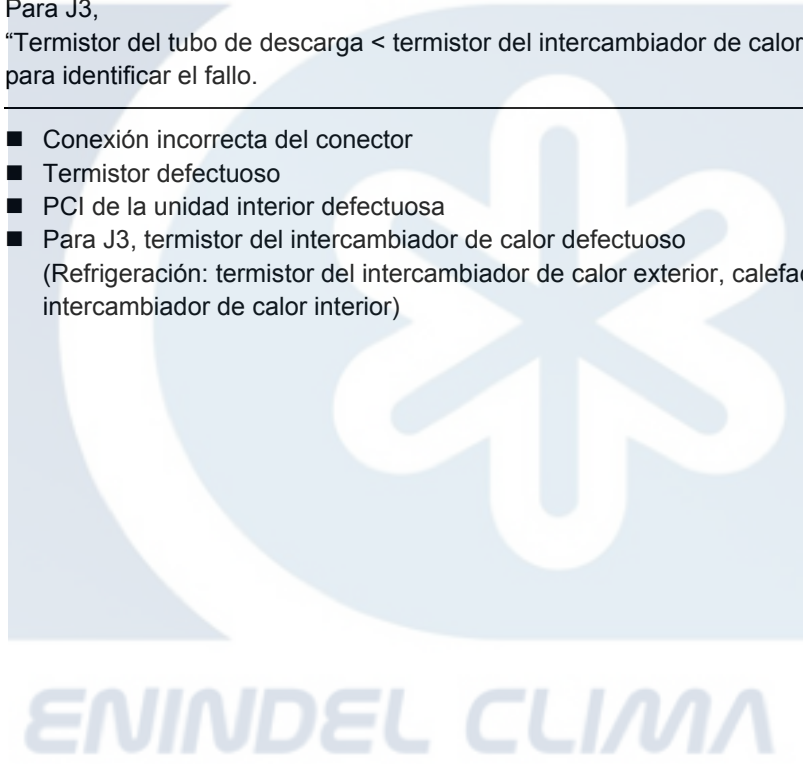 Para J3,
“Termistor del tubo de descarga < termistor del intercambiador de calor
para identificar el fallo.
■ Conexión incorrecta del conector
■ Termistor defectuoso
■ PCI de la unidad interior defectuosa
■ Para J3, termistor del intercambiador de calor defectuoso
(Refrigeración: termistor del intercambiador de calor exterior, calefac
intercambiador de calor interior)
ENINDEL CLIMA